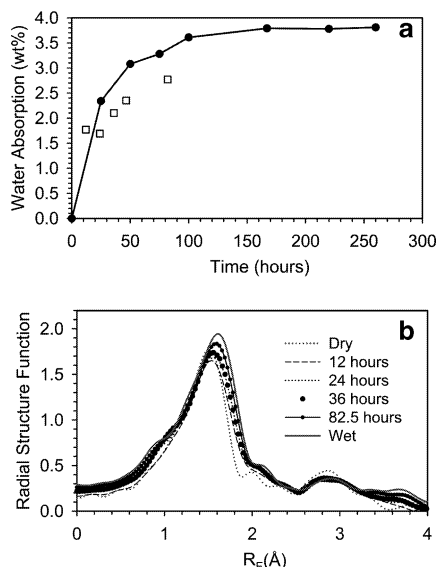 a
4.0
3.5
3.0
2.5
2.0
1.5
1.0
0.5
0.0
Water Absorption (wt%)
0 50 100 150 200 250 300
Time (hours)
b
2.0
1.5
1.0
0.5
0.0
Radial Structure Function
Dry
12 hours
24 hours
36 hours
82.5 hours
Wet
0 1 2 3 4
R_F(Å)